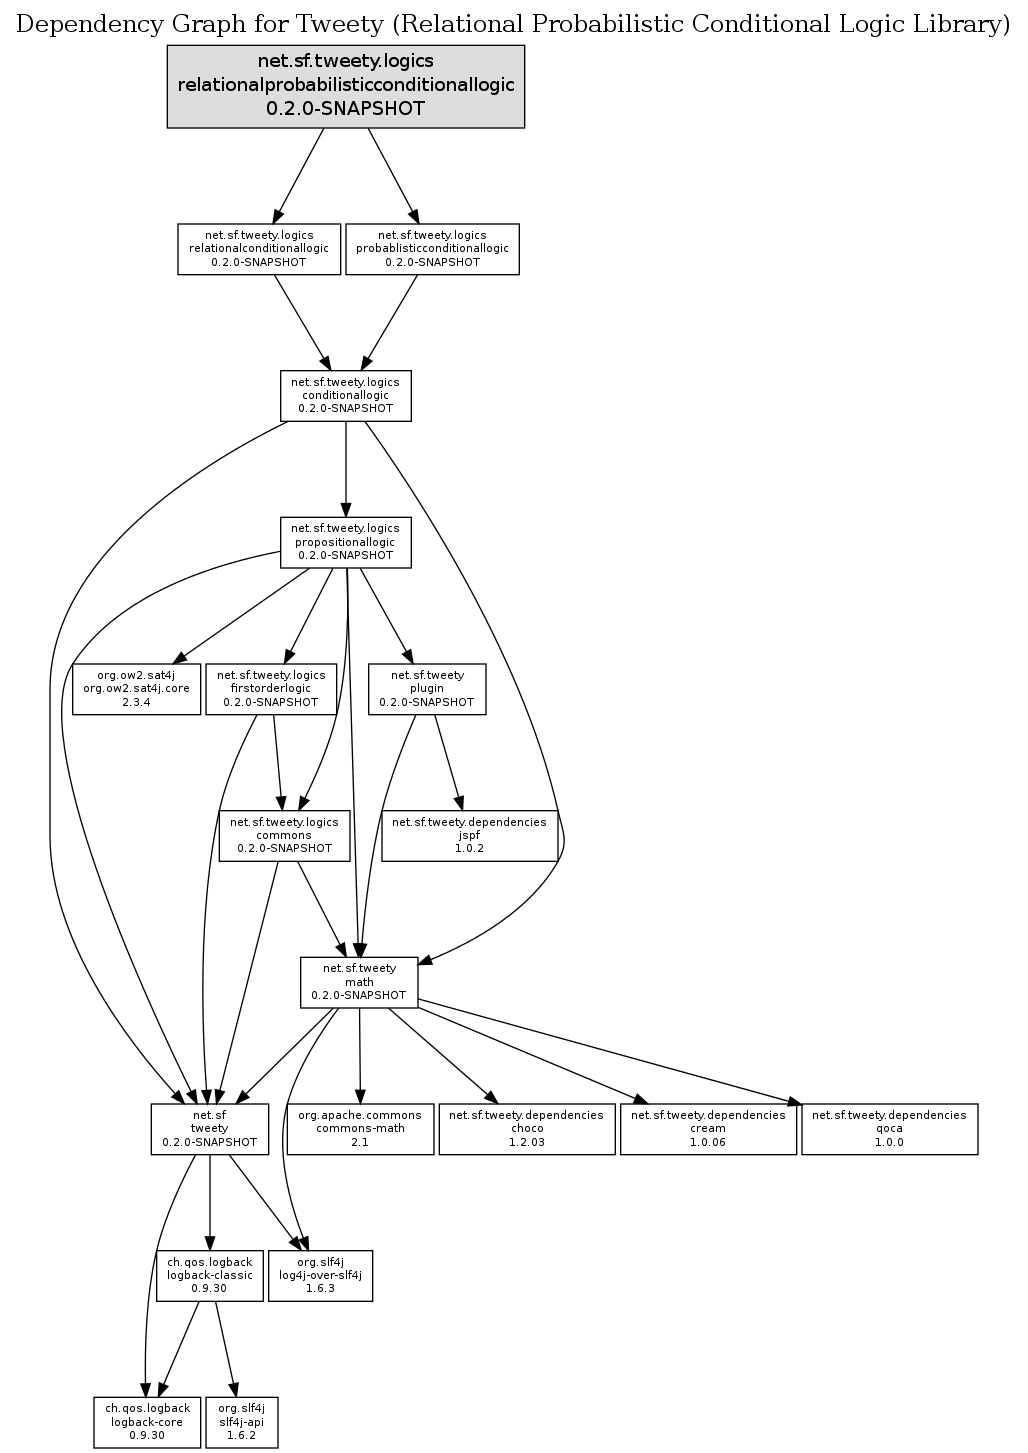 Dependency Graph for Tweety (Relational Probabilistic Conditional Logic Library)
net.sf.tweety.logics
relationalprobabilisticconditionallogic
0.2.0-SNAPSHOT
net.sf.tweety.logics
relationalconditionallogic
0.2.0-SNAPSHOT
net.sf.tweety.logics
probablisticconditionallogic
0.2.0-SNAPSHOT
net.sf.tweety.logics
conditionallogic
0.2.0-SNAPSHOT
net.sf.tweety.logics
propositionallogic
0.2.0-SNAPSHOT
org.ow2.sat4j
org.ow2.sat4j.core
2.3.4
net.sf.tweety.logics
firstorderlogic
0.2.0-SNAPSHOT
net.sf.tweety
plugin
0.2.0-SNAPSHOT
net.sf.tweety.logics
commons
0.2.0-SNAPSHOT
net.sf.tweety.dependencies
jspf
1.0.2
net.sf.tweety
math
0.2.0-SNAPSHOT
net.sf
tweety
0.2.0-SNAPSHOT
org.apache.commons
commons-math
2.1
net.sf.tweety.dependencies
choco
1.2.03
net.sf.tweety.dependencies
cream
1.0.06
net.sf.tweety.dependencies
qoca
1.0.0
ch.qos.logback
logback-classic
0.9.30
org.slf4j
log4j-over-slf4j
1.6.3
ch.qos.logback
logback-core
0.9.30
org.slf4j
slf4j-api
1.6.2